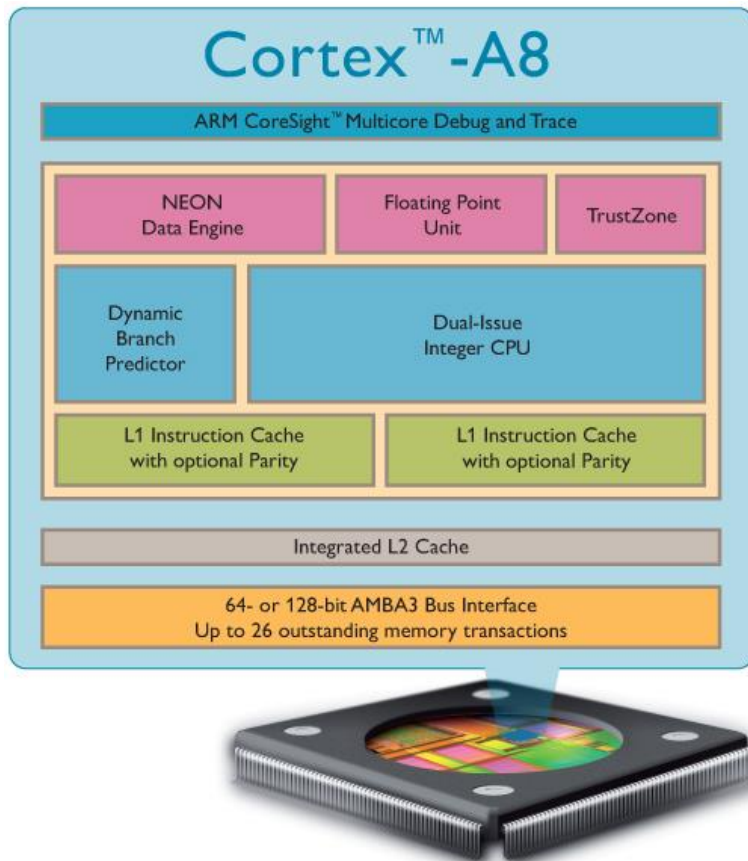 Cortex™-A8
ARM CoreSight™ Multicore Debug and Trace
NEON
Data Engine
Floating Point
Unit
TrustZone
Dynamic
Branch
Predictor
Dual-Issue
Integer CPU
L1 Instruction Cache
with optional Parity
L1 Instruction Cache
with optional Parity
Integrated L2 Cache
64- or 128-bit AMBA3 Bus Interface
Up to 26 outstanding memory transactions